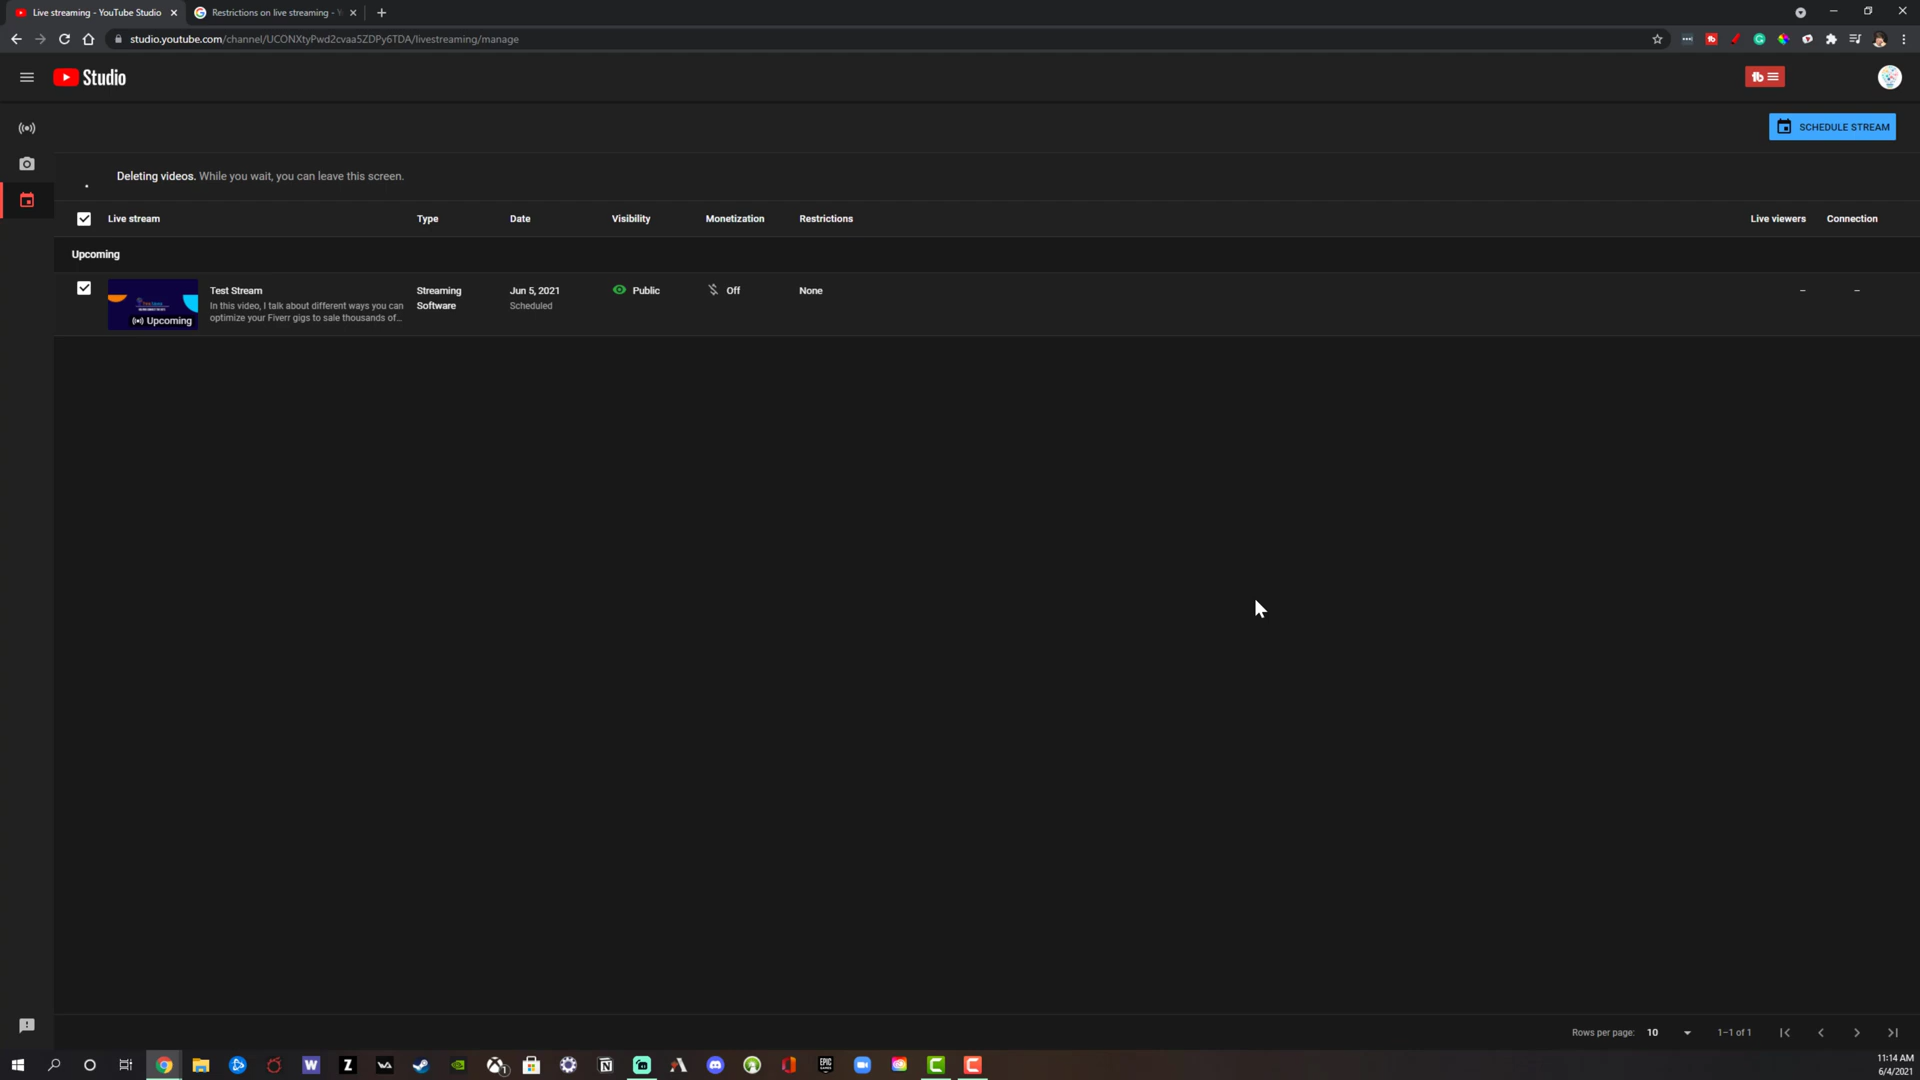 Live streaming - YouTube Studio
Restrictions on live streaming - Y
studio.youtube.com/channel/UCONXtyPwd2cvaa5ZDPy6TDA/livestreaming/manage
Studio
SCHEDULE STREAM
Deleting videos. While you wait, you can leave this screen.
Live stream Type Date Visibility Monetization Restrictions Live viewers Connection
Upcoming
Test Stream Streaming Jun 5, 2021 Public Off None – –
In this video, I talk about different ways you can Software Scheduled
optimize your Fiverr gigs to sale thousands of...
Upcoming
Rows per page: 10 1–1 of 1
11:14 AM
6/4/2021